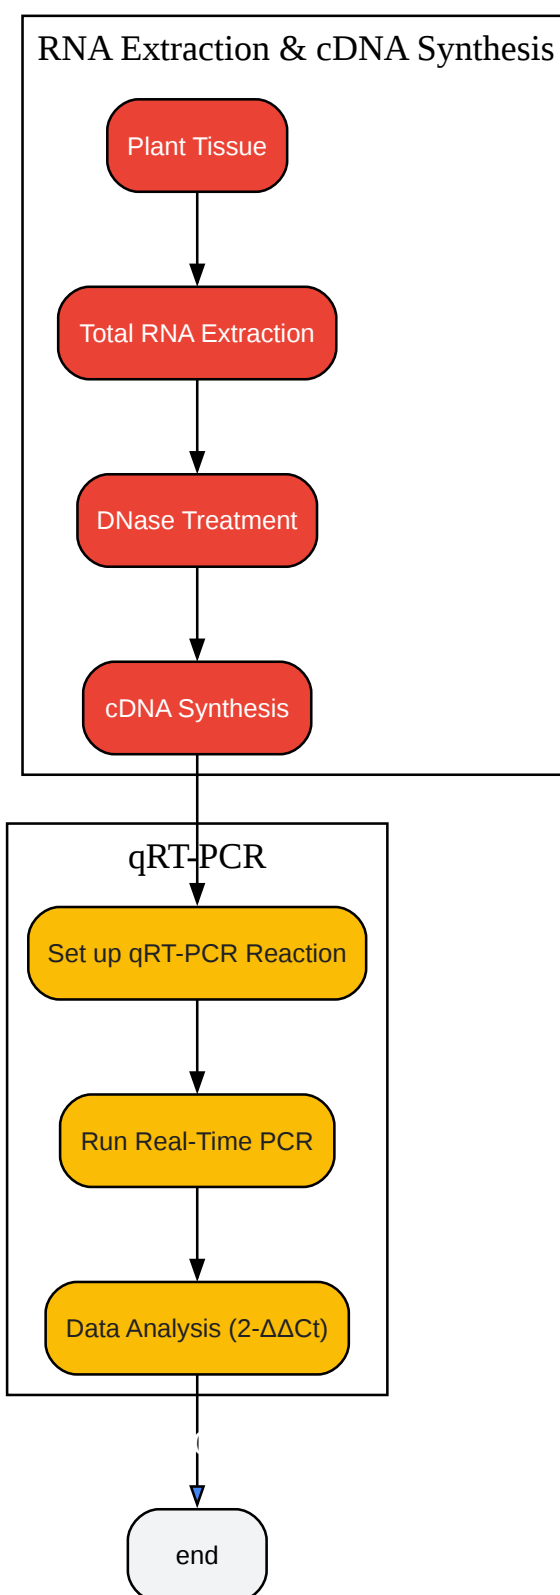 RNA Extraction & cDNA Synthesis
Plant Tissue
Total RNA Extraction
DNase Treatment
cDNA Synthesis
qRT-PCR
Set up qRT-PCR Reaction
Run Real-Time PCR
Data Analysis (2-ΔΔCt)
end